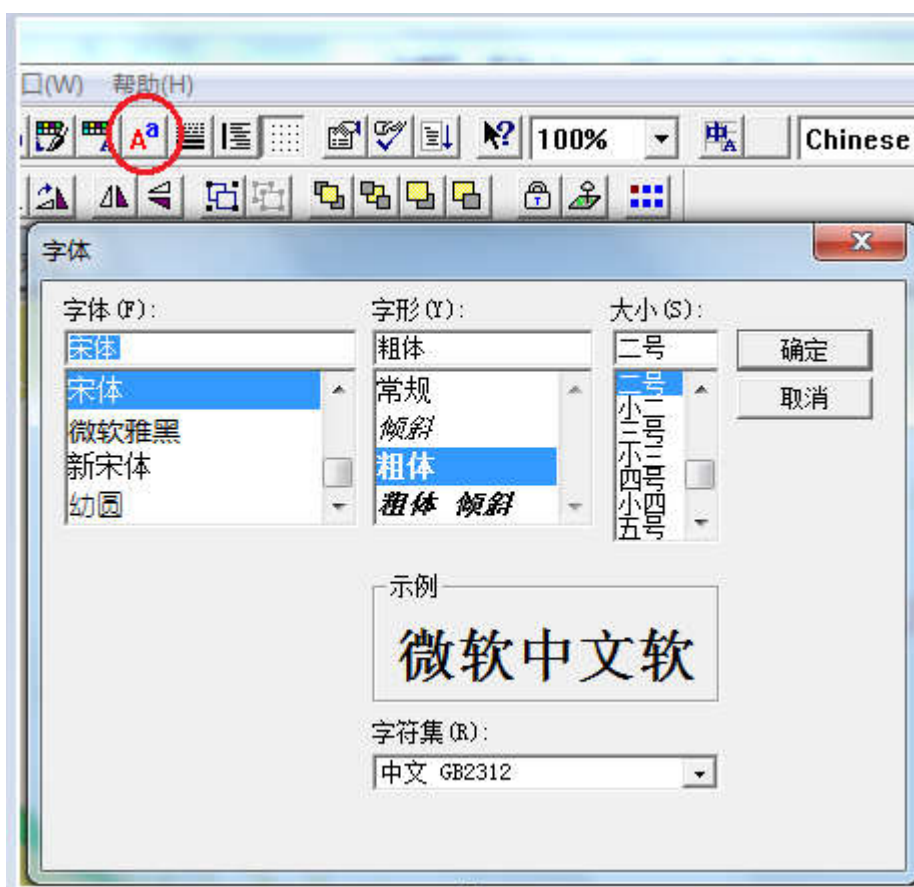 口(W) 帮助(H)
Aa 100% 中A Chinese
字体
字体(F): 字形(Y): 大小(S):
宋体 粗体 二号 确定
宋体 常规 二号 取消
微软雅黑 倾斜 小二
新宋体 粗体 三号
幼圆 粗体 倾斜 小三
四号
小四
五号
示例
微软中文软
字符集(R):
中文 GB2312